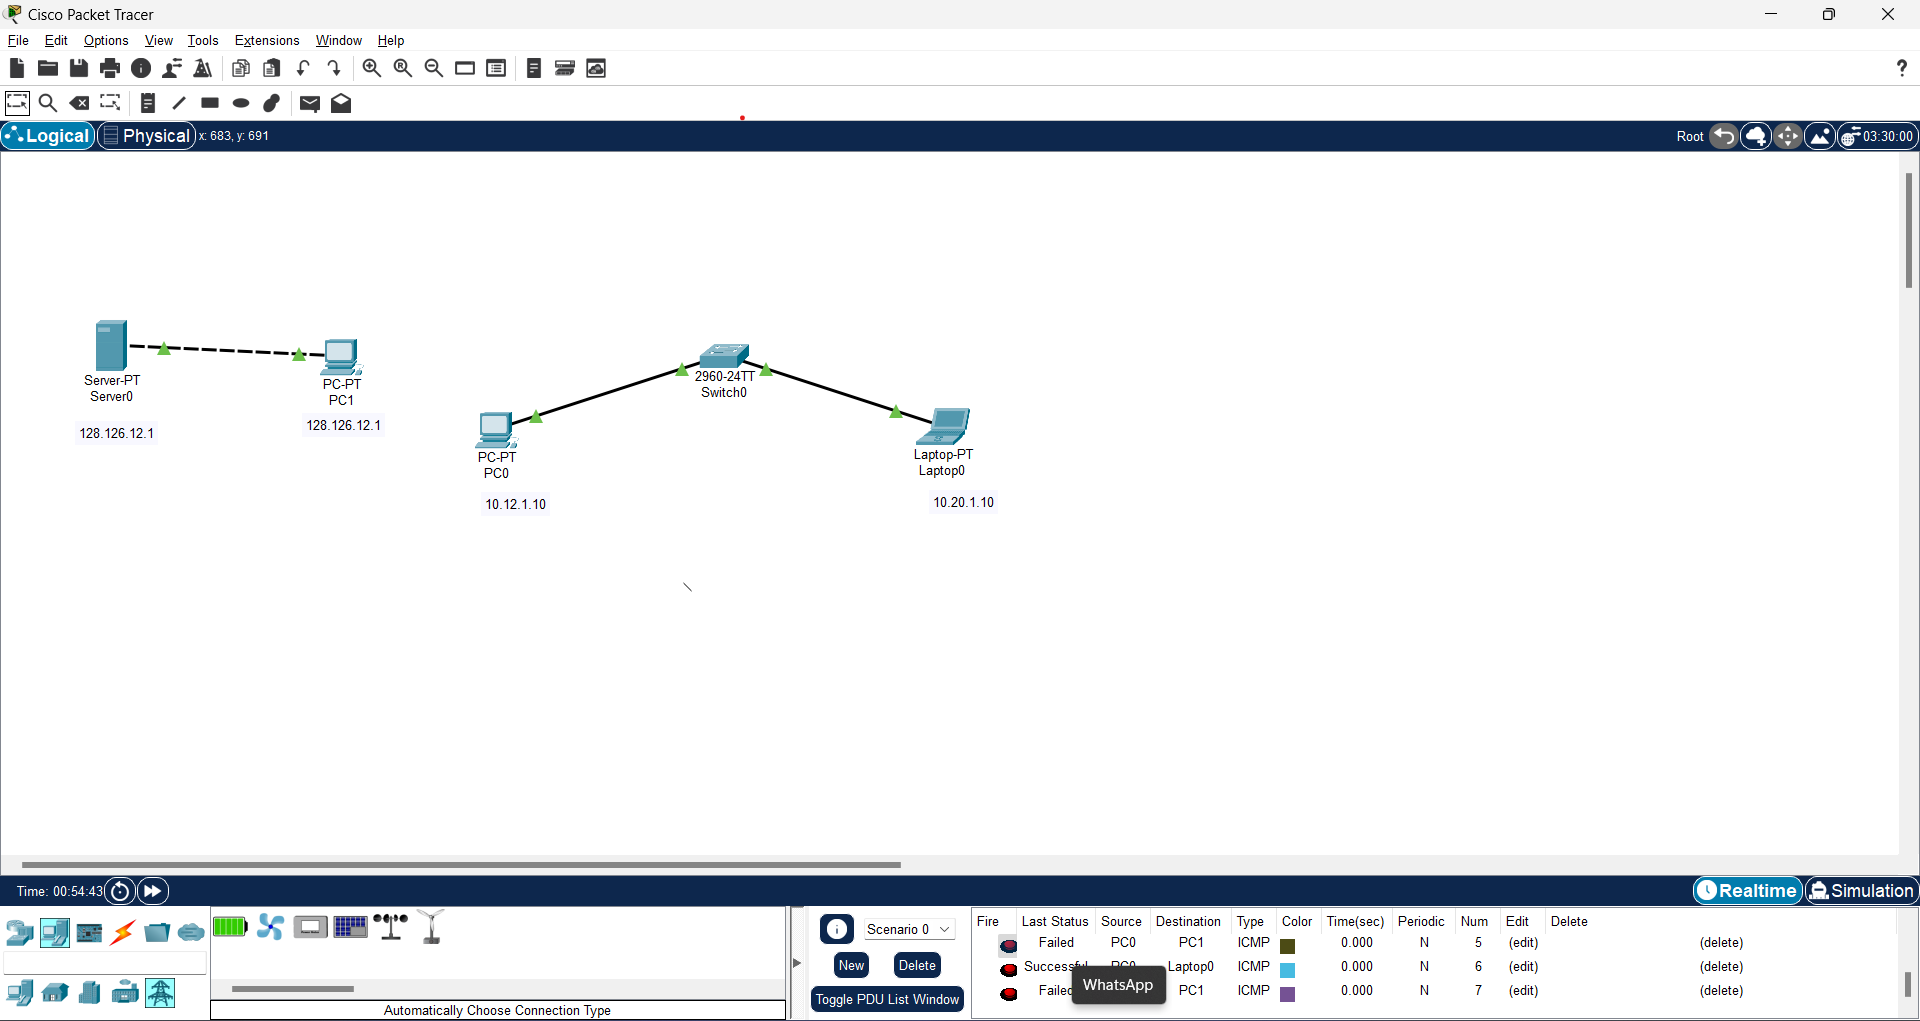 Cisco Packet Tracer
File Edit Options View Tools Extensions Window Help
Logical Physical x: 683, y: 691 Root 03:30:00
Server-PT
Server0
128.126.12.1
PC-PT
PC1
128.126.12.1
PC-PT
PC0
10.12.1.10
2960-24TT
Switch0
Laptop-PT
Laptop0
10.20.1.10
Time: 00:54:43 Realtime Simulation
Scenario 0
New Delete
Toggle PDU List Window
Automatically Choose Connection Type
Fire Last Status Source Destination Type Color Time(sec) Periodic Num Edit Delete
Failed PC0 PC1 ICMP 0.000 N 5 (edit) (delete)
Successful PC0 Laptop0 ICMP 0.000 N 6 (edit) (delete)
Failed PC1 ICMP 0.000 N 7 (edit) (delete)
WhatsApp